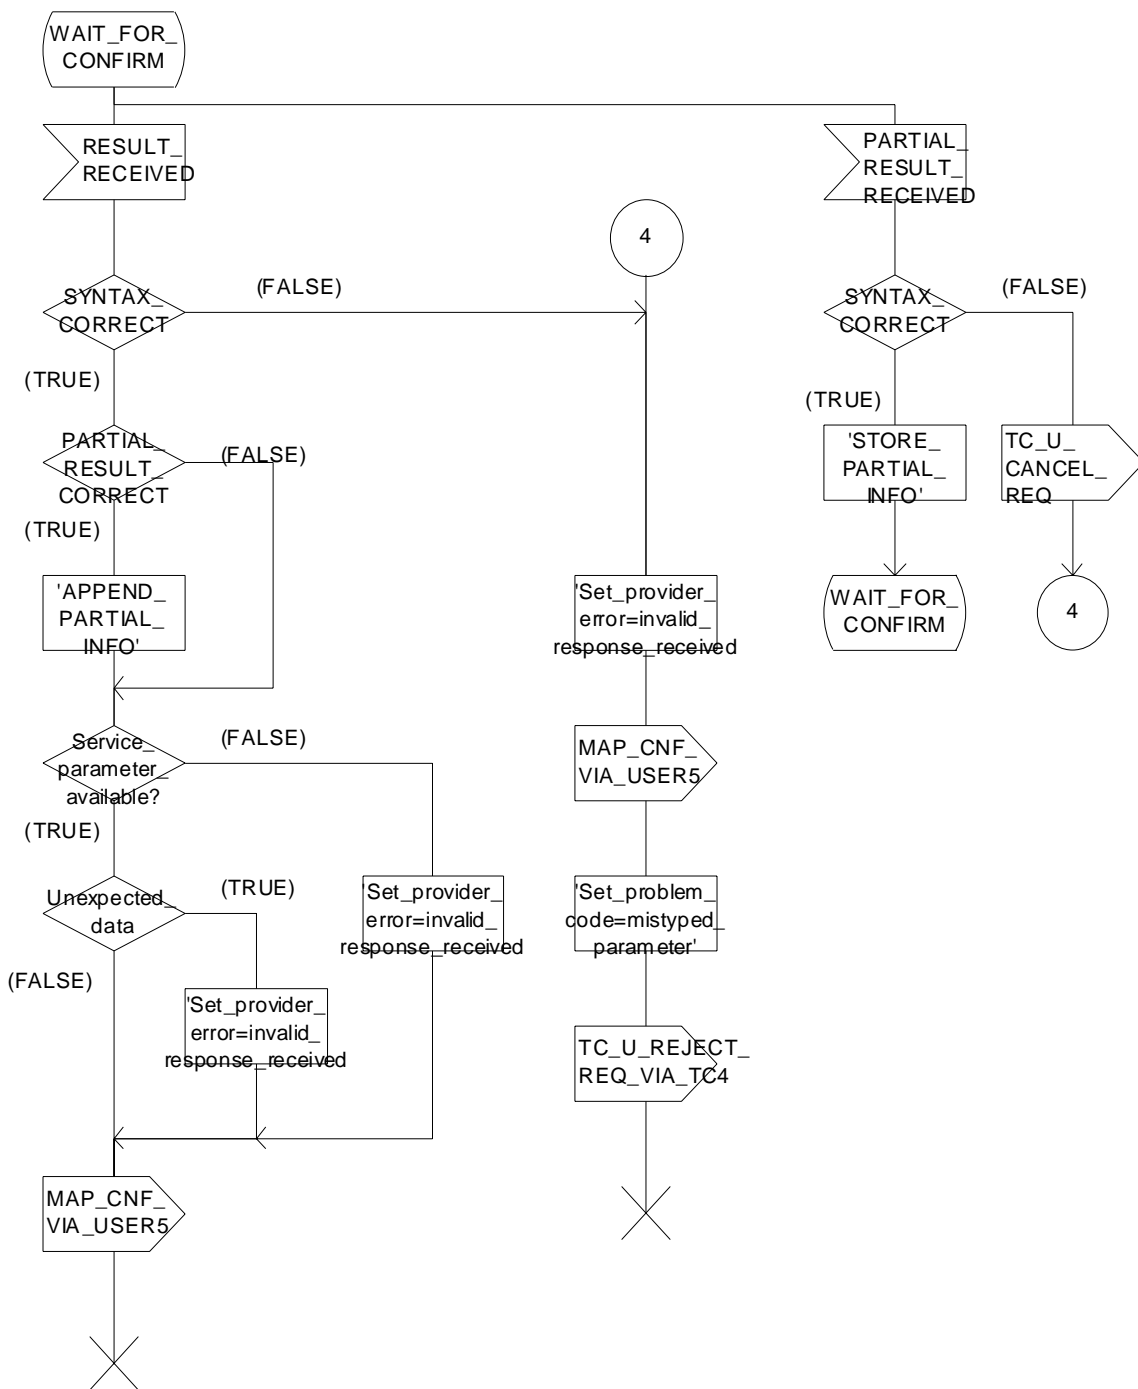 WAIT_FOR_
CONFIRM
RESULT_
RECEIVED
PARTIAL_
RESULT_
RECEIVED
4
SYNTAX_
CORRECT
(FALSE)
SYNTAX_
CORRECT
(FALSE)
(TRUE)
(TRUE)
PARTIAL_
RESULT_
CORRECT
(FALSE)
'STORE_
PARTIAL_
INFO'
TC_U_
CANCEL_
REQ
(TRUE)
'APPEND_
PARTIAL_
INFO'
'Set_provider_
error=invalid_
response_received
WAIT_FOR_
CONFIRM
4
Service_
parameter_
available?
(FALSE)
MAP_CNF_
VIA_USER5
(TRUE)
Unexpected_
data
(TRUE)
'Set_provider_
error=invalid_
response_received
'Set_problem_
code=mistyped_
parameter'
(FALSE)
'Set_provider_
error=invalid_
response_received
TC_U_REJECT_
REQ_VIA_TC4
MAP_CNF_
VIA_USER5